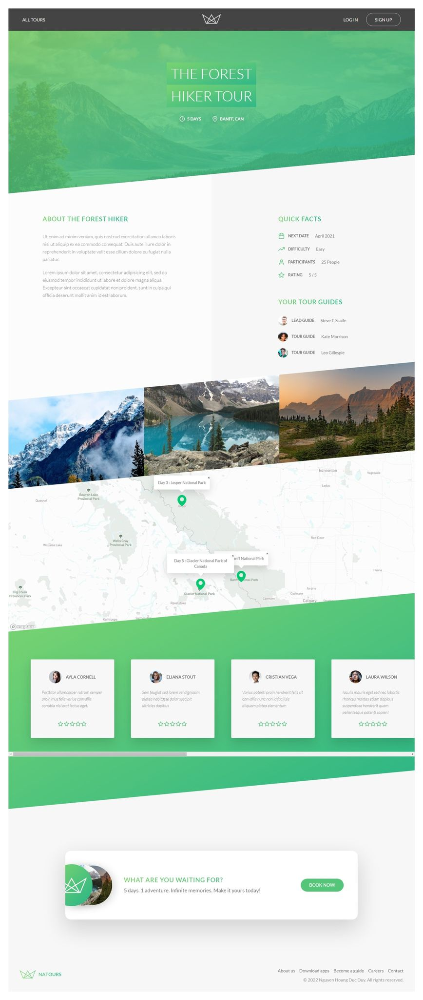 ALL TOURS
LOG IN
SIGN UP
THE FOREST
HIKER TOUR
5 DAYS
BANFF, CAN
ABOUT THE FOREST HIKER
Ut enim ad minim veniam, quis nostrud exercitation ullamco laboris
nisi ut aliquip ex ea commodo consequat. Duis aute irure dolor in
reprehenderit in voluptate velit esse cillum dolore eu fugiat nulla
pariatur.
Lorem ipsum dolor sit amet, consectetur adipisicing elit, sed do
eiusmod tempor incididunt ut labore et dolore magna aliqua.
Excepteur sint occaecat cupidatat non proident, sunt in culpa qui
officia deserunt mollit anim id est laborum.
QUICK FACTS
NEXT DATE April 2021
DIFFICULTY Easy
PARTICIPANTS 25 People
RATING 5 / 5
YOUR TOUR GUIDES
LEAD GUIDE Steve T. Scaife
TOUR GUIDE Kate Morrison
TOUR GUIDE Leo Gillespie
Edmonton
Vegreville
Day 3 : Jasper National Park
Leduc
Bowron Lake
Provincial Park
Quesnel
Jasper
Wells Gray
Provincial Park
Red Deer
Williams Lake
Day 5 : Glacier National Park of
Canada
anff National Park
Hanna
Banff National Park
Big Creek
Provincial Park
Glacier National Park
Airdrie
Cochrane
Canmore
Calgary
Revelstoke
Kamloops
mapbox
AYLA CORNELL
Porttitor ullamcorper rutrum semper
proin mus felis varius convallis
conubia nisl erat lectus eget.
ELIANA STOUT
Sem feugiat sed lorem vel dignissim
platea habitasse dolor suscipit
ultricies dapibus
CRISTIAN VEGA
Varius potenti proin hendrerit felis sit
convallis nunc non id facilisis
aliquam platea elementum
LAURA WILSON
Iaculis mauris eget sed nec lobortis
rhoncus montes etiam dapibus
suspendisse hendrerit quam
pellentesque potenti sapien!
WHAT ARE YOU WAITING FOR?
5 days. 1 adventure. Infinite memories. Make it yours today!
BOOK NOW!
NATOURS
About us
Download apps
Become a guide
Careers
Contact
© 2022 Nguyen Hoang Duc Duy. All rights reserved.